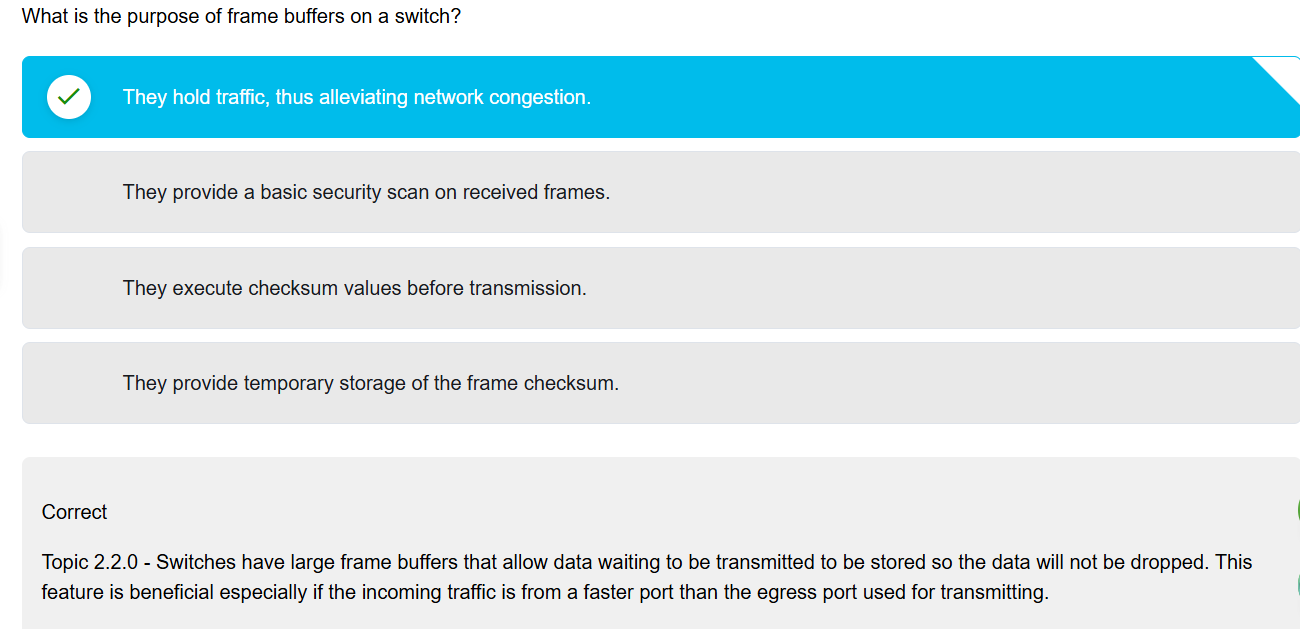 What is the purpose of frame buffers on a switch?
They hold traffic, thus alleviating network congestion.
They provide a basic security scan on received frames.
They execute checksum values before transmission.
They provide temporary storage of the frame checksum.
Correct
Topic 2.2.0 - Switches have large frame buffers that allow data waiting to be transmitted to be stored so the data will not be dropped. This
feature is beneficial especially if the incoming traffic is from a faster port than the egress port used for transmitting.